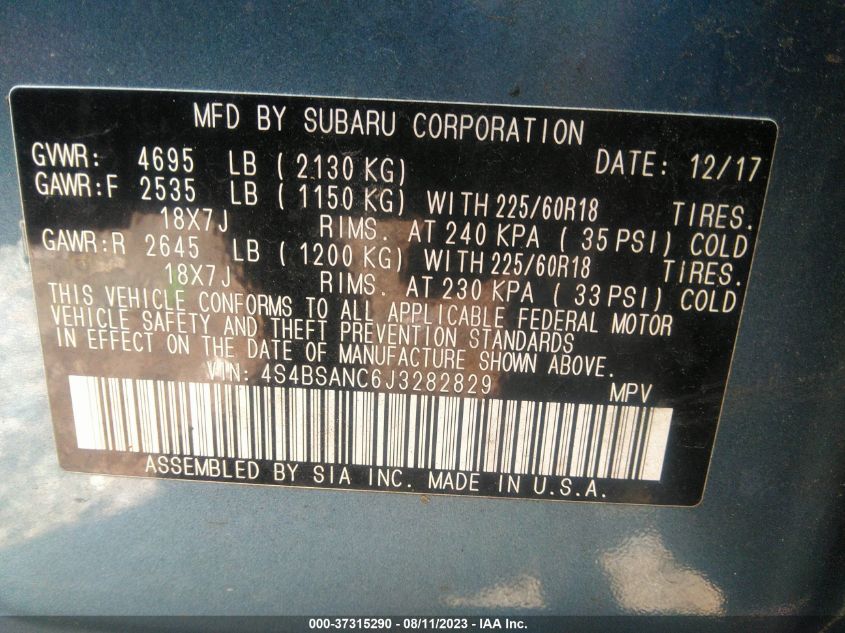 MFD BY SUBARU CORPORATION
GVWR: 4695 LB (2130 KG) DATE: 12/17
GAWR:F 2535 LB (1150 KG) WITH 225/60R18 TIRES.
18X7J RIMS. AT 240 KPA ( 35 PSI) COLD
GAWR:R 2645 LB (1200 KG) WITH 225/60R18 TIRES.
18X7J RIMS. AT 230 KPA ( 33 PSI) COLD
THIS VEHICLE CONFORMS TO ALL APPLICABLE FEDERAL MOTOR
VEHICLE SAFETY AND THEFT PREVENTION STANDARDS
IN EFFECT ON THE DATE OF MANUFACTURE SHOWN ABOVE.
VIN: 4S4BSANC6J3282829 MPV
ASSEMBLED BY SIA INC. MADE IN U.S.A.
000-37315290 - 08/11/2023 - IAA Inc.